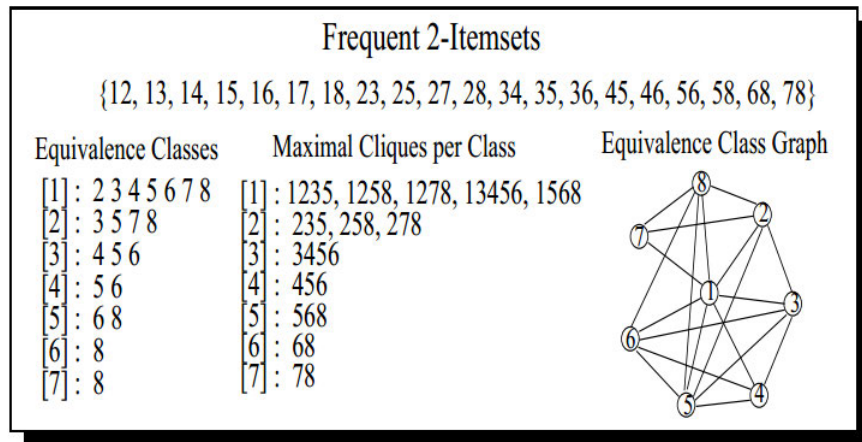 Frequent 2-Itemsets
{12, 13, 14, 15, 16, 17, 18, 23, 25, 27, 28, 34, 35, 36, 45, 46, 56, 58, 68, 78}
Equivalence Classes
[1] : 2 3 4 5 6 7 8
[2] : 3 5 7 8
[3] : 4 5 6
[4] : 5 6
[5] : 6 8
[6] : 8
[7] : 8
Maximal Cliques per Class
[1] : 1235, 1258, 1278, 13456, 1568
[2] : 235, 258, 278
[3] : 3456
[4] : 456
[5] : 568
[6] : 68
[7] : 78
Equivalence Class Graph
8
2
7
1
3
6
4
5